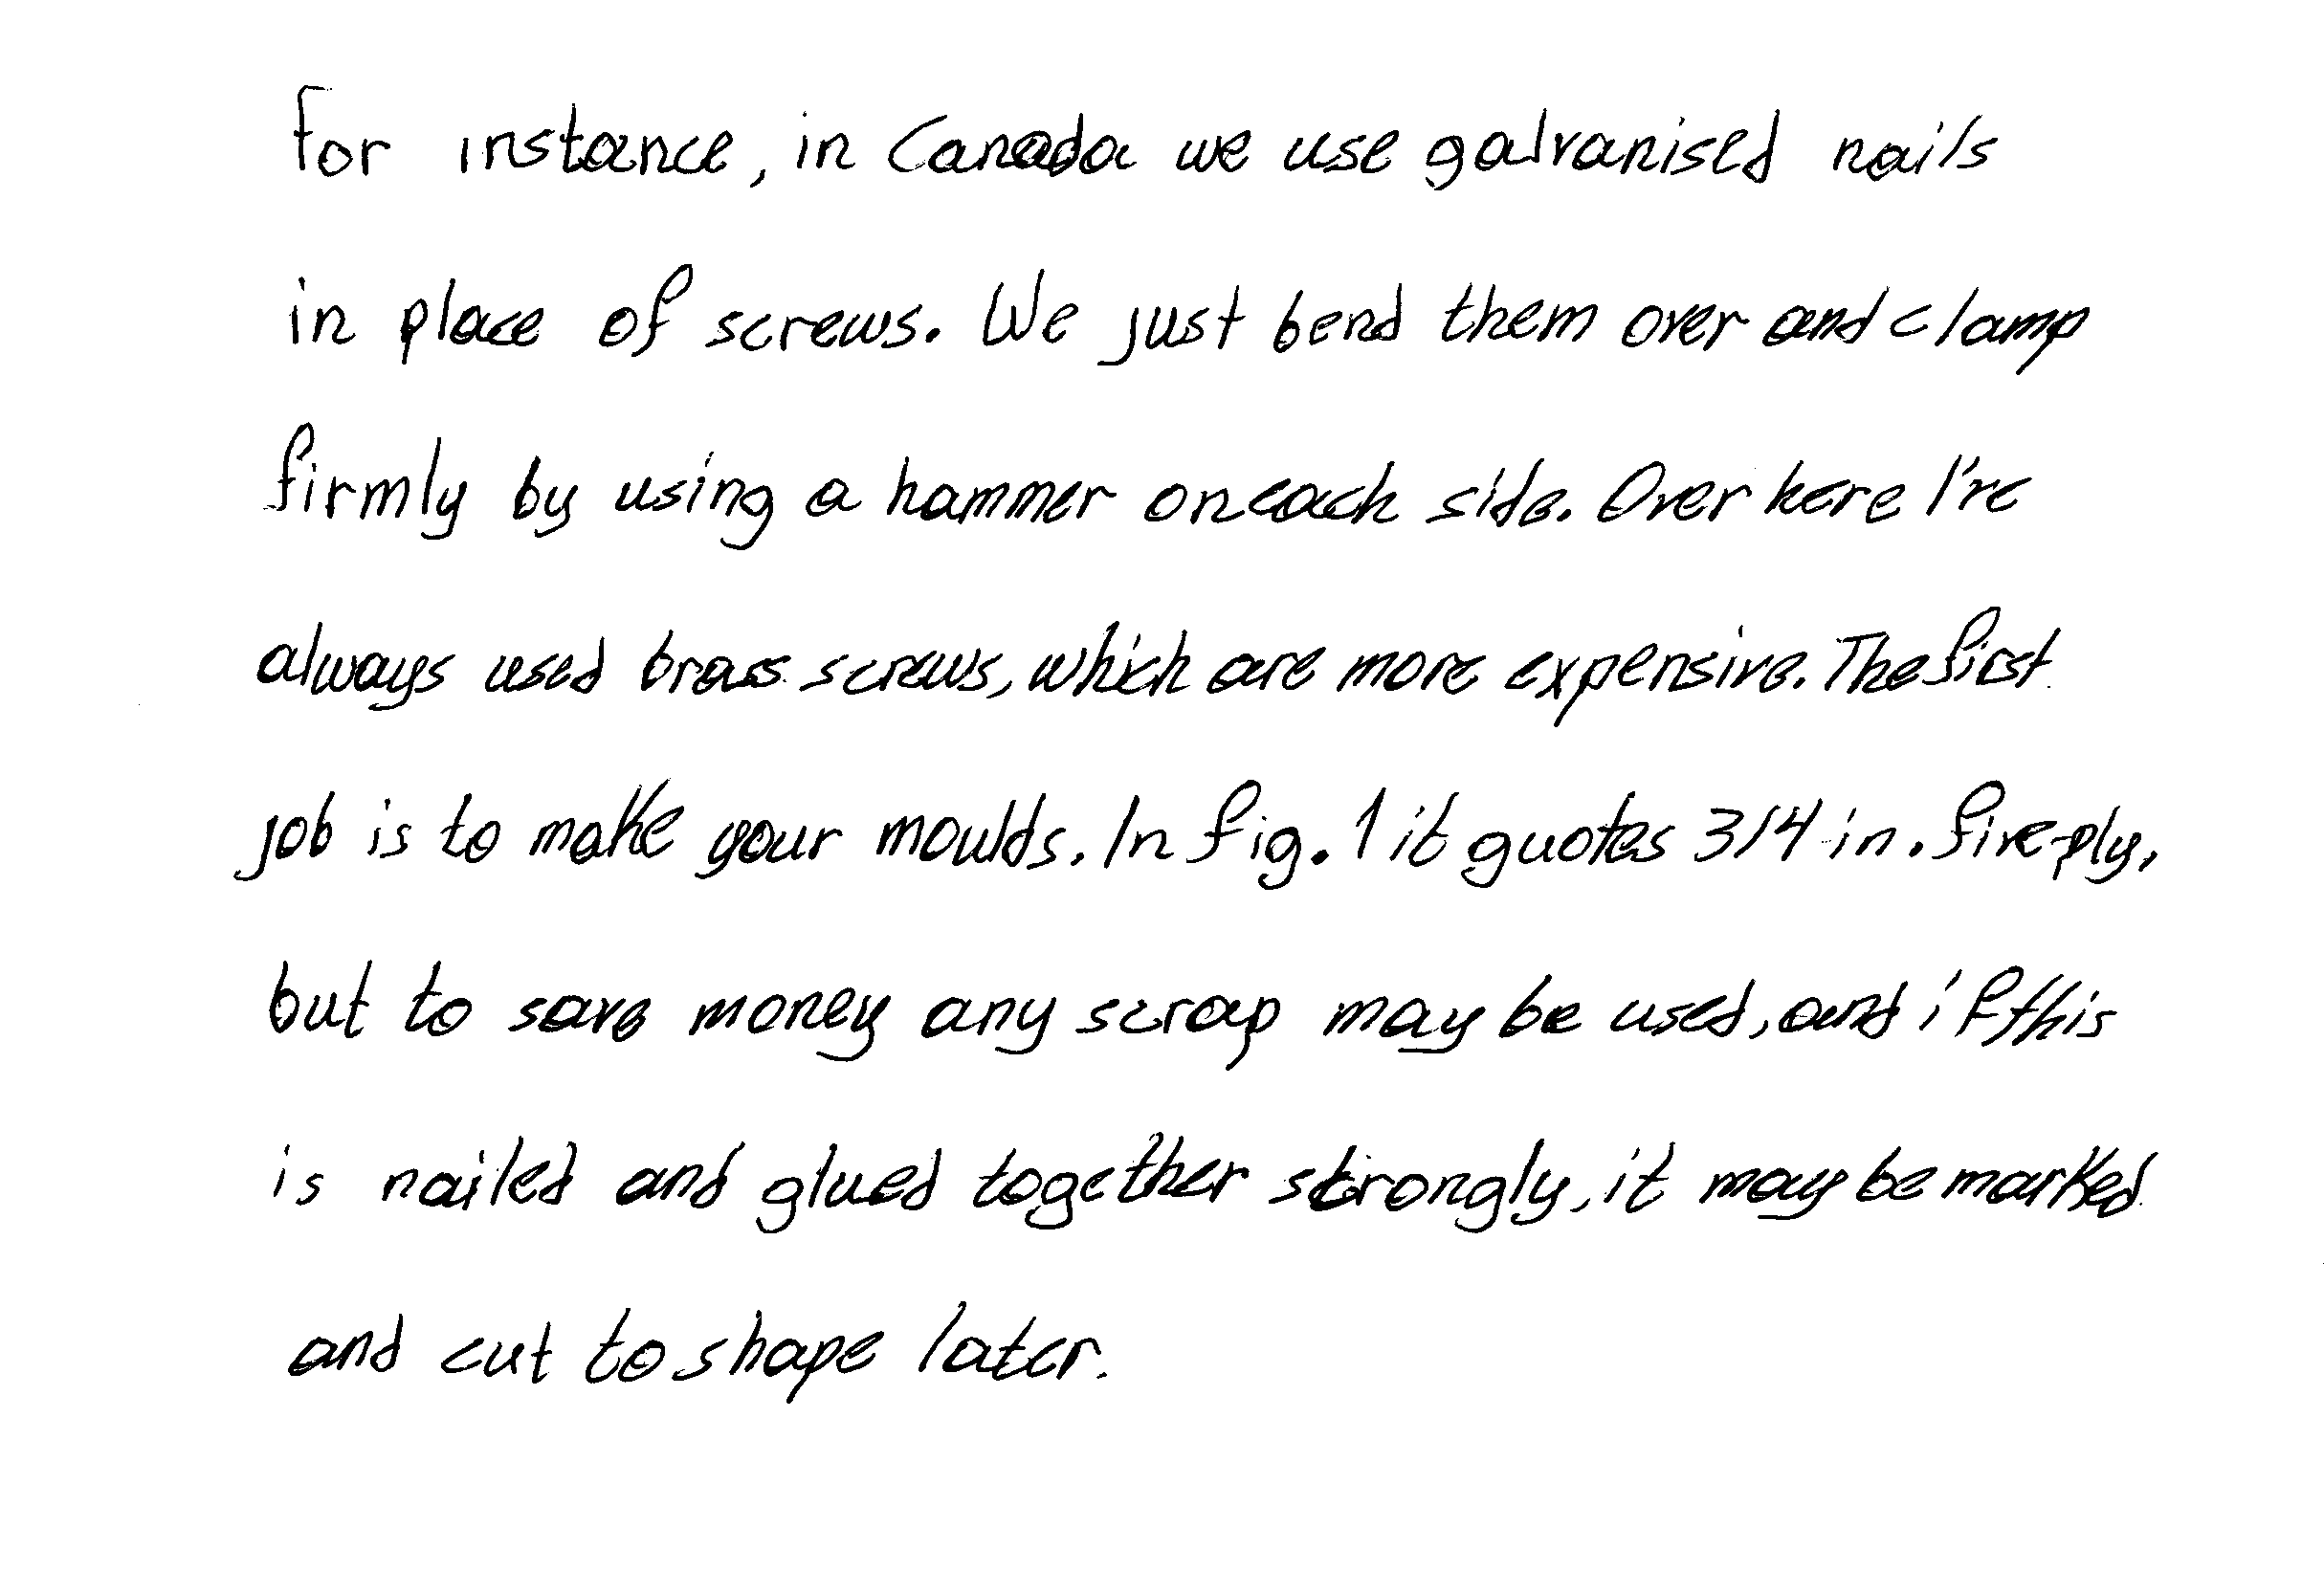 For instance, in Canada we use galvanised nails
in place of screws. We just bend them over and clamp
firmly by using a hammer on each side. Over here I've
always used brass screws, which are more expensive. The first
job is to make your moulds. In fig. 1 it quotes 3/4 in. five-ply,
but to save money any scrap may be used, and if this
is nailed and glued together strongly, it may be marked
and cut to shape later.